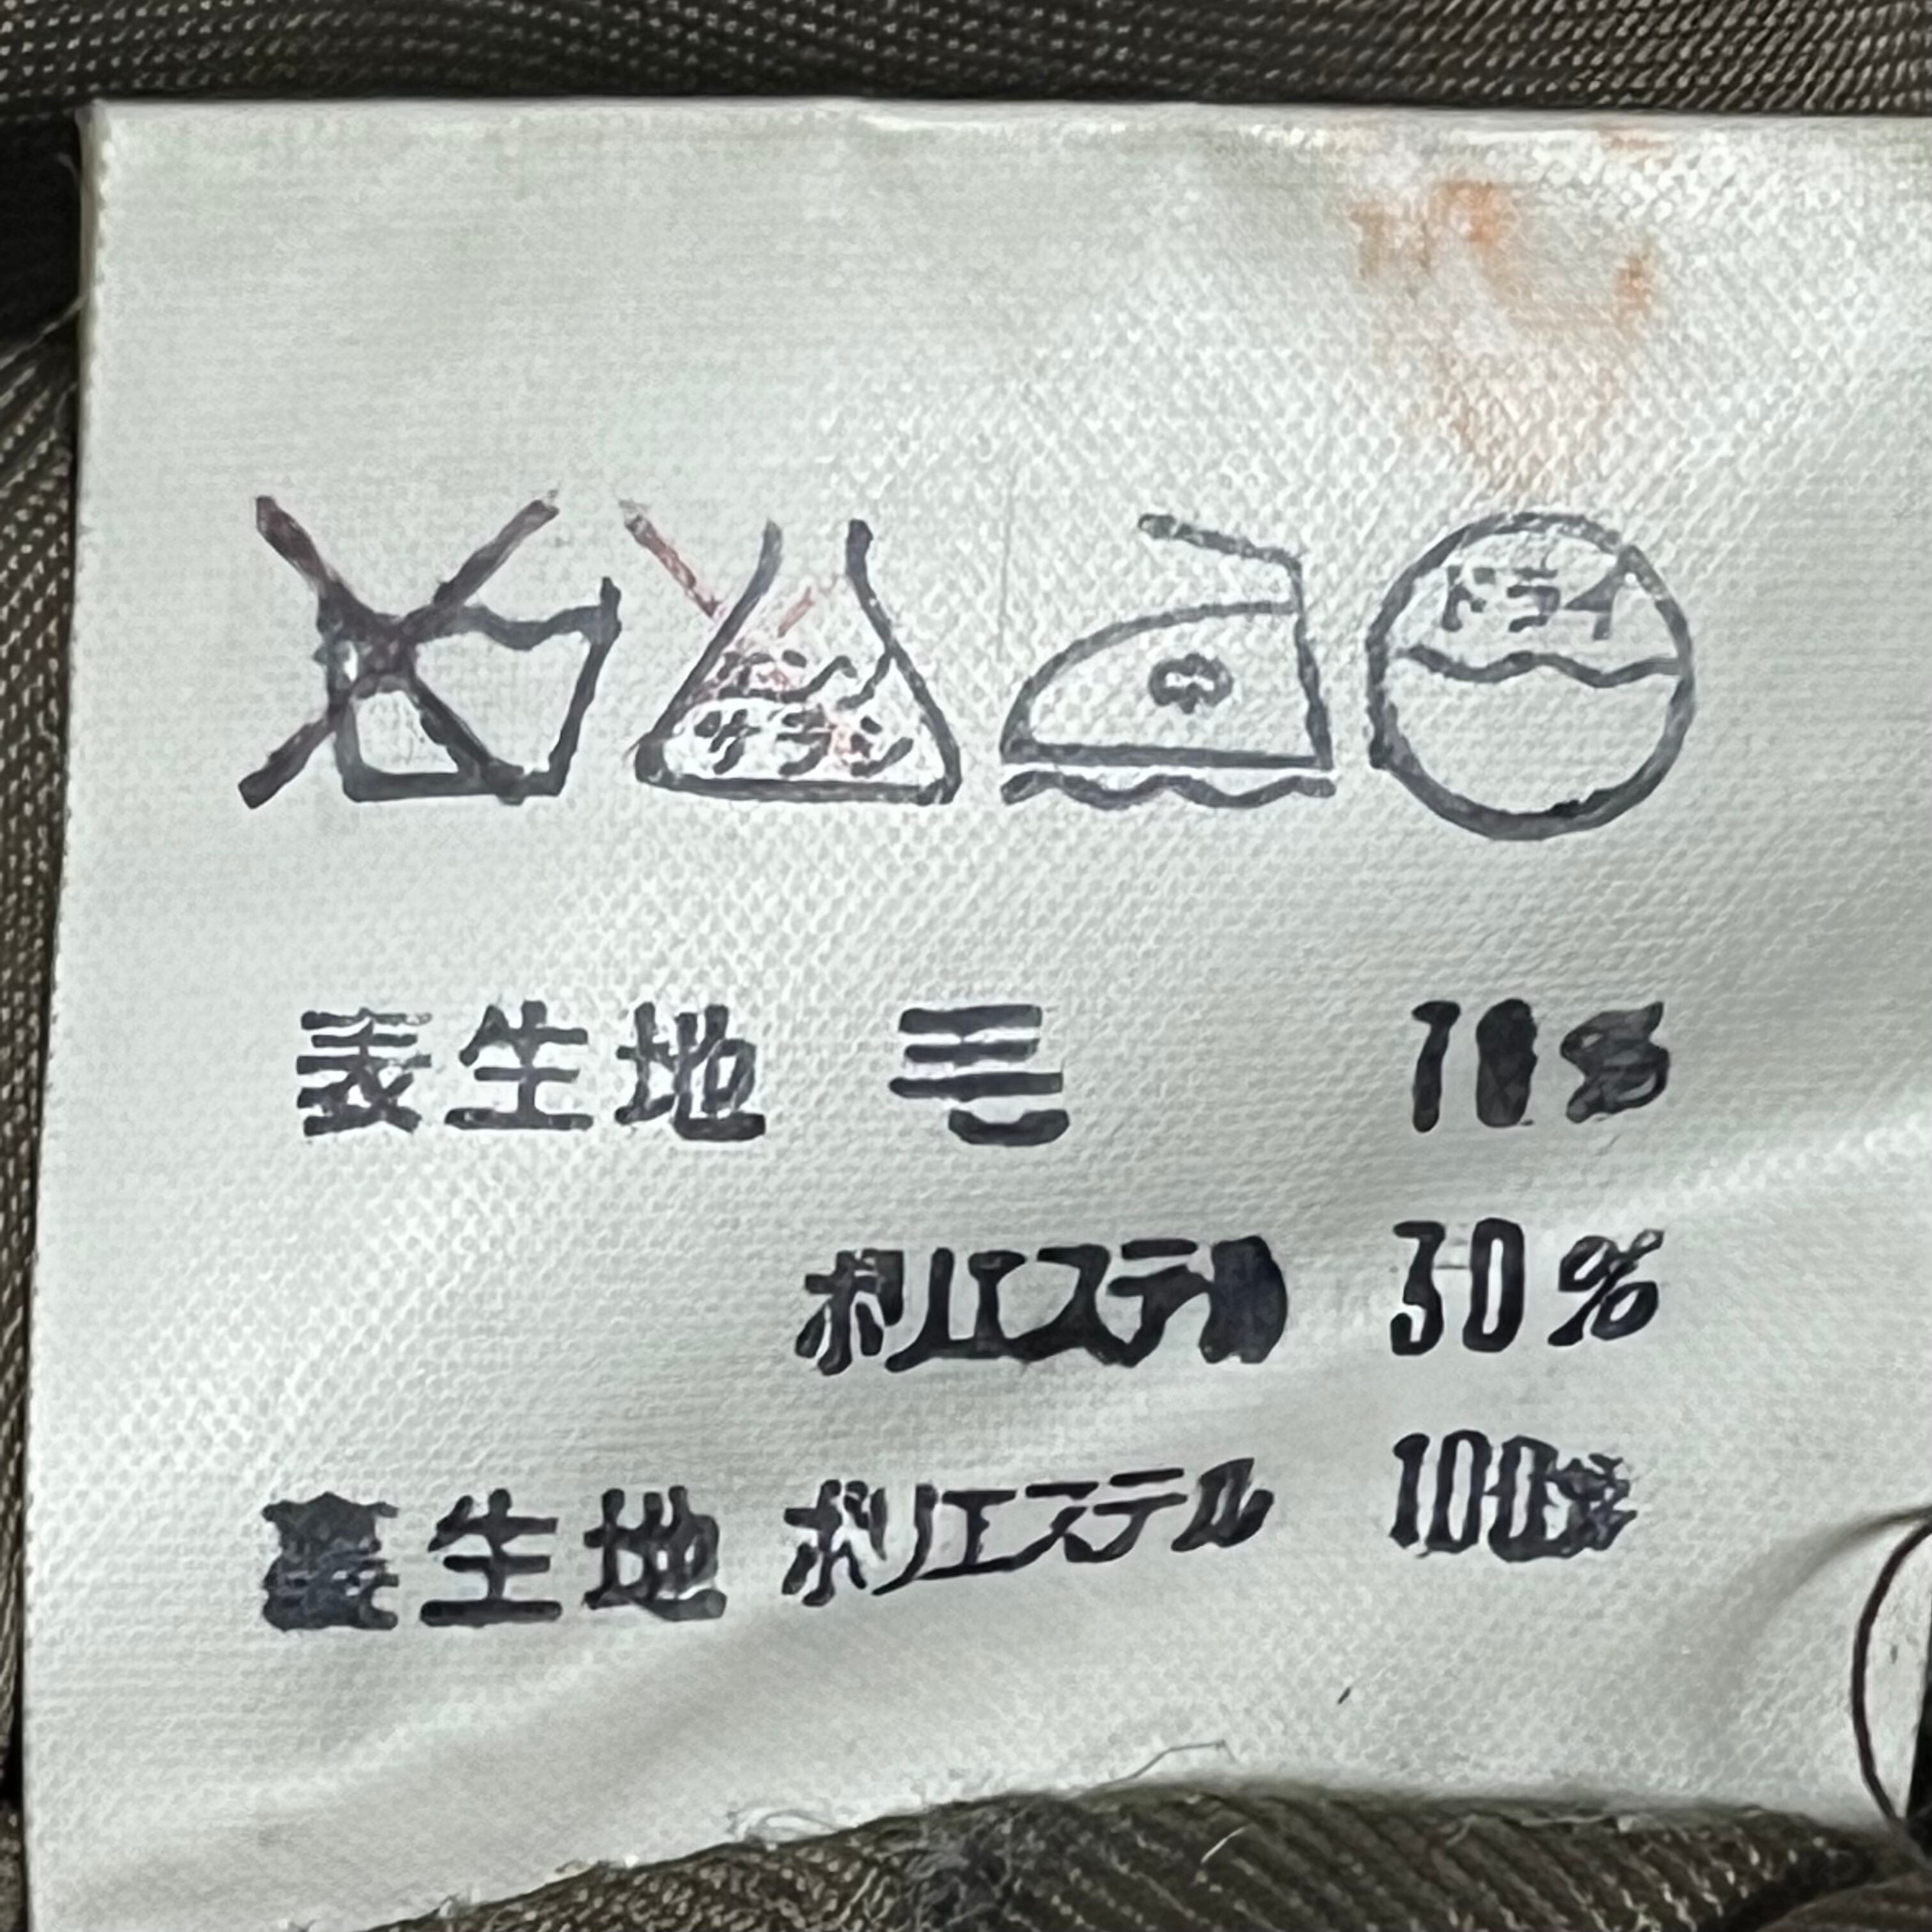 エンソ サラシ 中 ドライ
表生地 毛 70%
ポリエステル 30%
裏生地 ポリエステル 100%